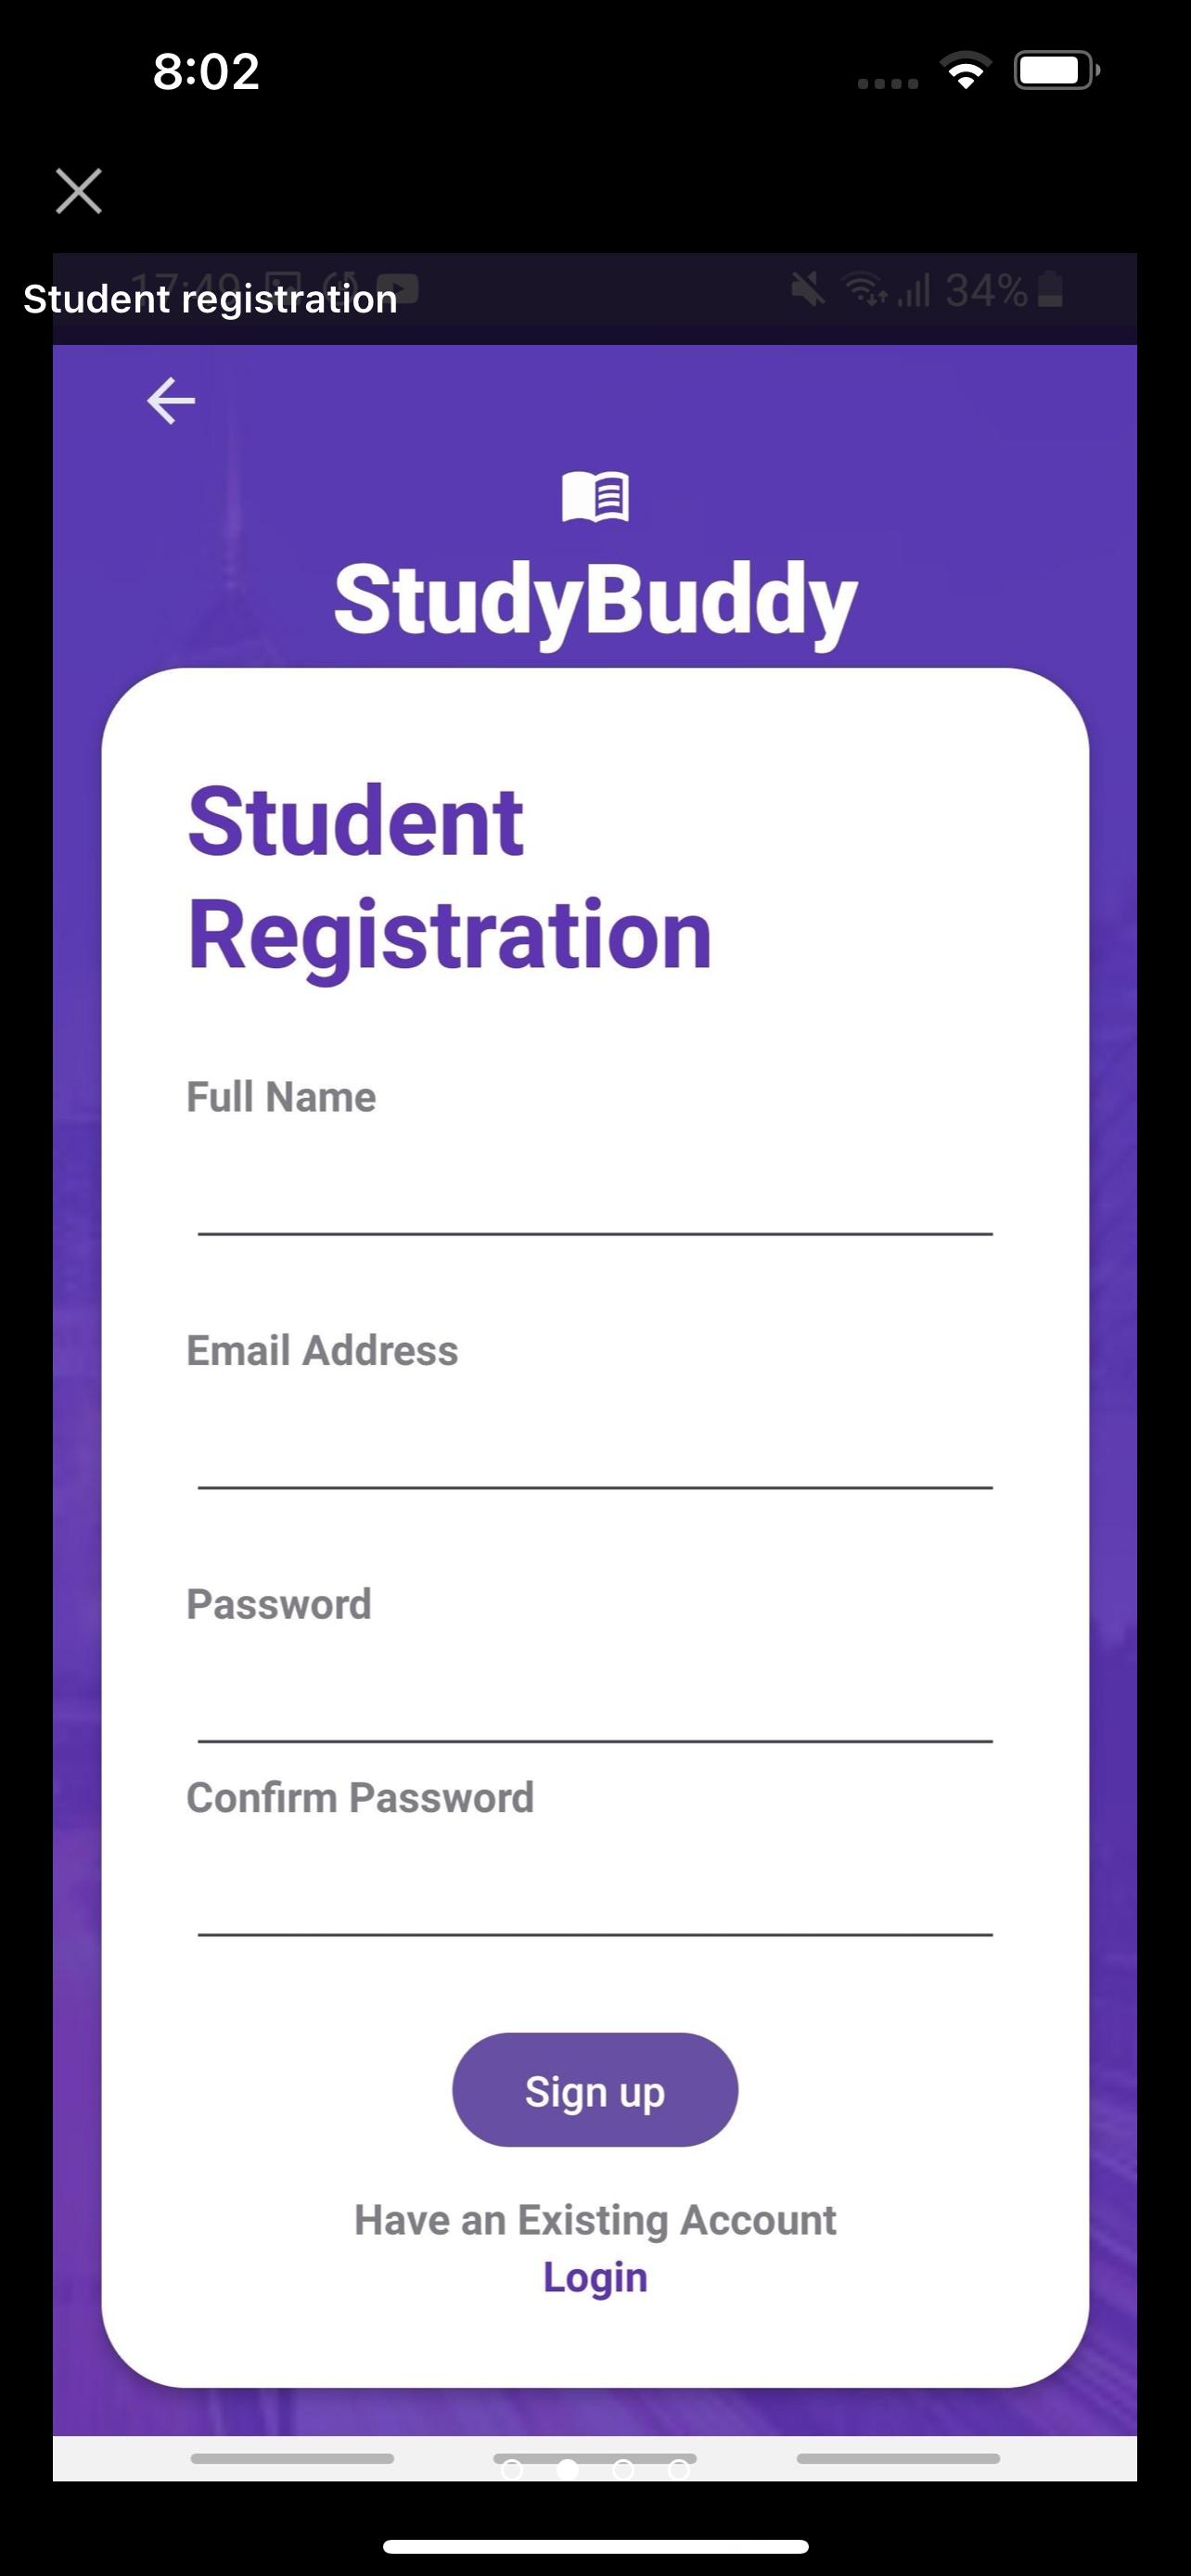 8:02
17:49 34%
Student registration
StudyBuddy
Student
Registration
Full Name
Email Address
Password
Confirm Password
Sign up
Have an Existing Account
Login